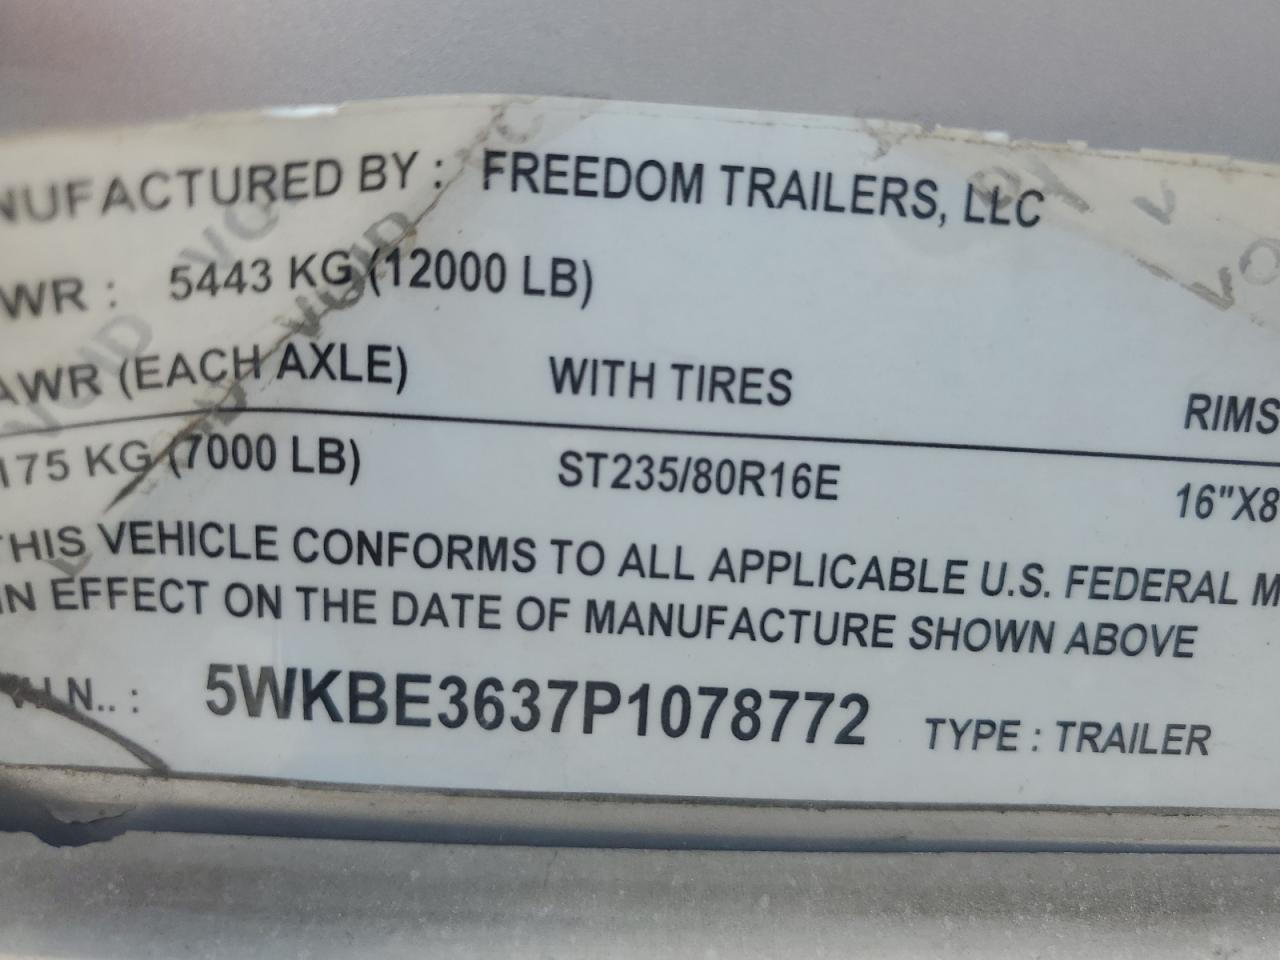 NUFACTURED BY : FREEDOM TRAILERS, LLC
WR : 5443 KG (12000 LB)
AWR (EACH AXLE) WITH TIRES RIMS
175 KG (7000 LB) ST235/80R16E 16"X8
THIS VEHICLE CONFORMS TO ALL APPLICABLE U.S. FEDERAL M
IN EFFECT ON THE DATE OF MANUFACTURE SHOWN ABOVE
V.I.N.. : 5WKBE3637P1078772 TYPE : TRAILER